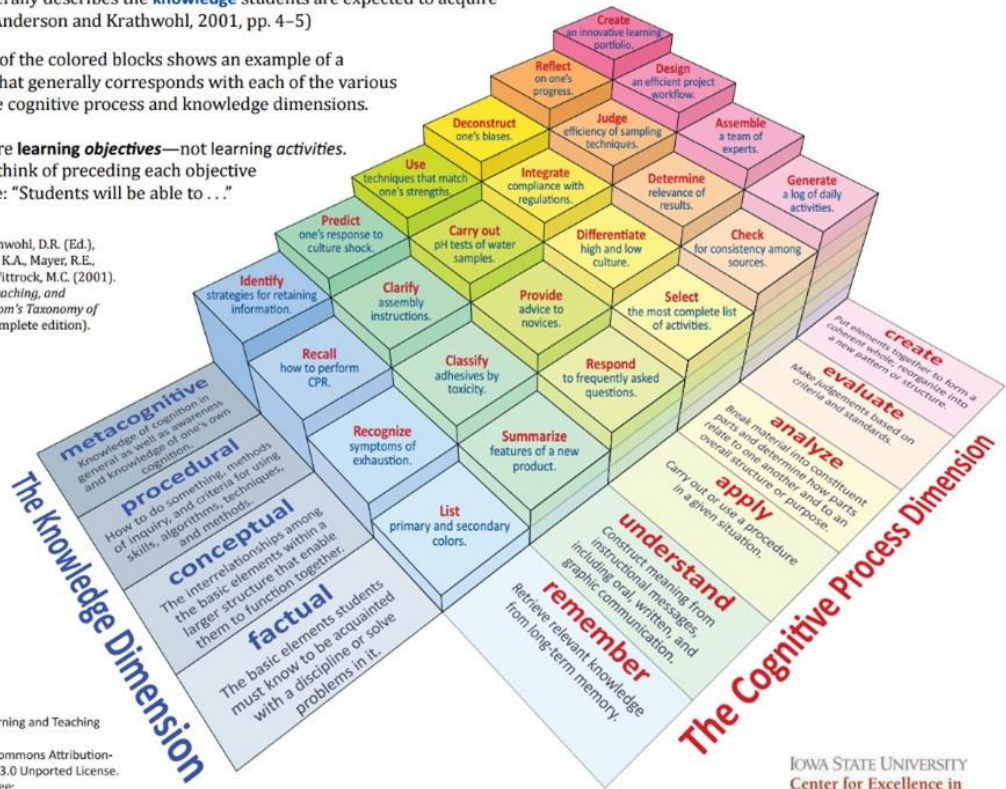 erally describes the knowledge students are expected to acquire
Anderson and Krathwohl, 2001, pp. 4–5)
of the colored blocks shows an example of a
hat generally corresponds with each of the various
e cognitive process and knowledge dimensions.
re learning objectives—not learning activities.
think of preceding each objective
e: “Students will be able to . . .”
hwohl, D.R. (Ed.),
K.A., Mayer, R.E.,
ittrock, M.C. (2001).
aching, and
om's Taxonomy of
mplete edition).
Create
an innovative learning
portfolio.
Reflect
on one's
progress.
Design
an efficient project
workflow.
Deconstruct
one's biases.
Judge
efficiency of sampling
techniques.
Assemble
a team of
experts.
Use
techniques that match
one's strengths.
Integrate
compliance with
regulations.
Determine
relevance of
results.
Generate
a log of daily
activities.
Predict
one's response to
culture shock.
Carry out
pH tests of water
samples.
Differentiate
high and low
culture.
Check
for consistency among
sources.
Identify
strategies for retaining
information.
Clarify
assembly
instructions.
Provide
advice to
novices.
Select
the most complete list
of activities.
Recall
how to perform
CPR.
Classify
adhesives by
toxicity.
Respond
to frequently asked
questions.
Recognize
symptoms of
exhaustion.
Summarize
features of a new
product.
List
primary and secondary
colors.
metacognitive
Knowledge of cognition in
general as well as awareness
and knowledge of one's own
cognition.
procedural
How to do something, methods
of inquiry, and criteria for using
skills, algorithms, techniques,
and methods.
conceptual
The interrelationships among
the basic elements within a
larger structure that enable
them to function together.
factual
The basic elements students
must know to be acquainted
with a discipline or solve
problems in it.
The Knowledge Dimension
create
Put elements together to form a
coherent whole; reorganize into
a new pattern or structure.
evaluate
Make judgements based on
criteria and standards.
analyze
Break material into constituent
parts and determine how parts
relate to one another and to an
overall structure or purpose.
apply
Carry out or use a procedure
in a given situation.
understand
Construct meaning from
instructional messages,
including oral, written, and
graphic communication.
remember
Retrieve relevant knowledge
from long-term memory.
The Cognitive Process Dimension
rning and Teaching
ommons Attribution-
3.0 Unported License.
IOWA STATE UNIVERSITY
Center for Excellence in